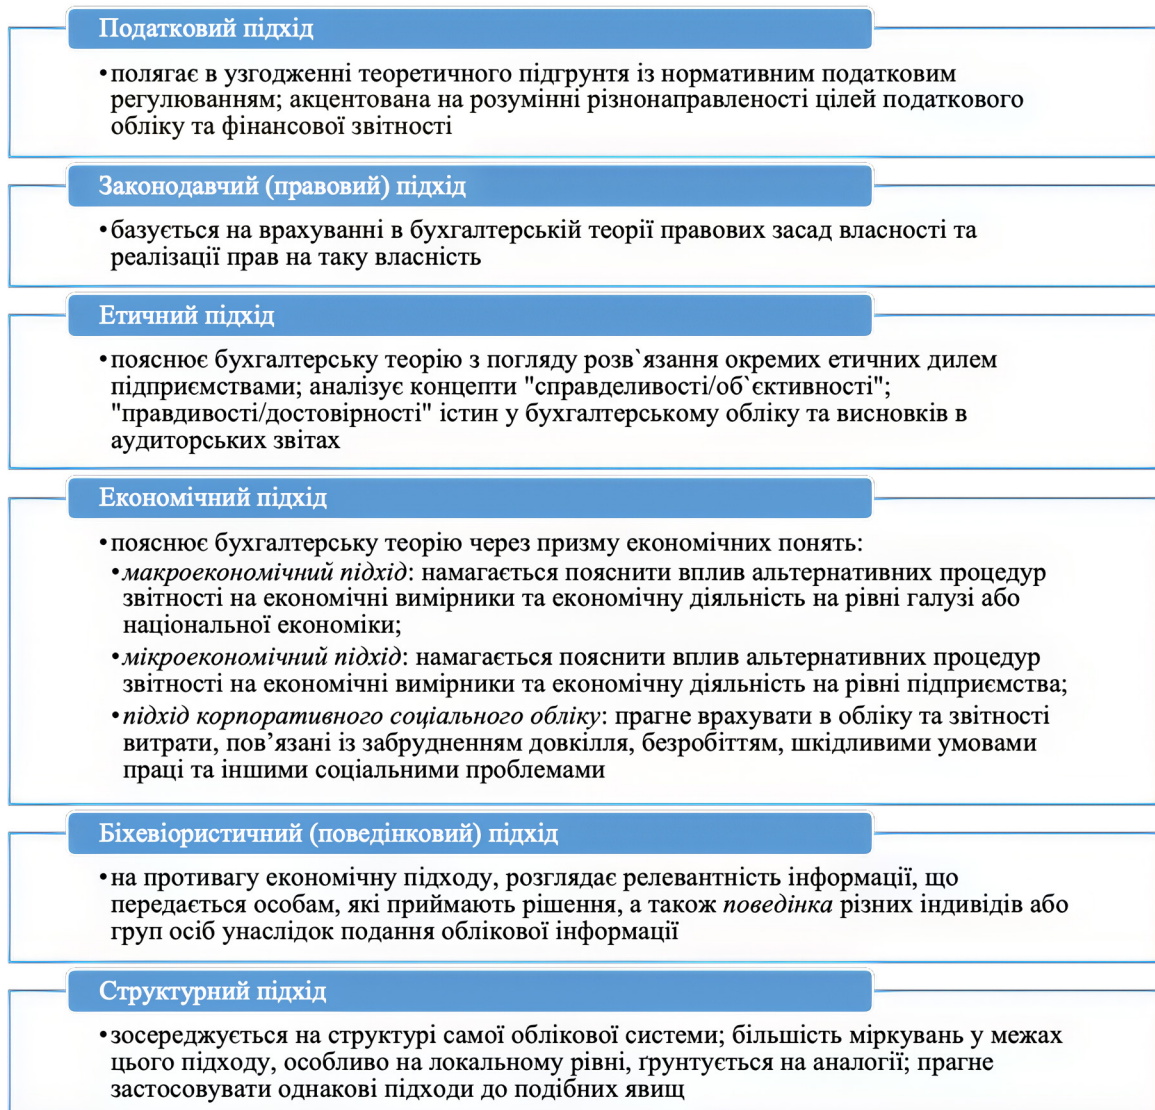 Податковий підхід
•полягає в узгодженні теоретичного підгрунтя із нормативним податковим
регулюванням; акцентована на розумінні різнонаправленості цілей податкового
обліку та фінансової звітності
Законодавчий (правовий) підхід
•базується на врахуванні в бухгалтерській теорії правових засад власності та
реалізації прав на таку власність
Етичний підхід
•пояснює бухгалтерську теорію з погляду розв`язання окремих етичних дилем
підприємствами; аналізує концепти "справделивості/об`єктивності";
"правдивості/достовірності" істин у бухгалтерському обліку та висновків в
аудиторських звітах
Економічний підхід
•пояснює бухгалтерську теорію через призму економічних понять:
•макроекономічний підхід: намагається пояснити вплив альтернативних процедур
звітності на економічні вимірники та економічну діяльність на рівні галузі або
національної економіки;
•мікроекономічний підхід: намагається пояснити вплив альтернативних процедур
звітності на економічні вимірники та економічну діяльність на рівні підприємства;
•підхід корпоративного соціального обліку: прагне врахувати в обліку та звітності
витрати, пов’язані із забрудненням довкілля, безробіттям, шкідливими умовами
праці та іншими соціальними проблемами
Біхевіористичний (поведінковий) підхід
•на противагу економічну підходу, розглядає релевантність інформації, що
передається особам, які приймають рішення, а також поведінка різних індивідів або
груп осіб унаслідок подання облікової інформації
Структурний підхід
•зосереджується на структурі самої облікової системи; більшість міркувань у межах
цього підходу, особливо на локальному рівні, ґрунтується на аналогії; прагне
застосовувати однакові підходи до подібних явищ